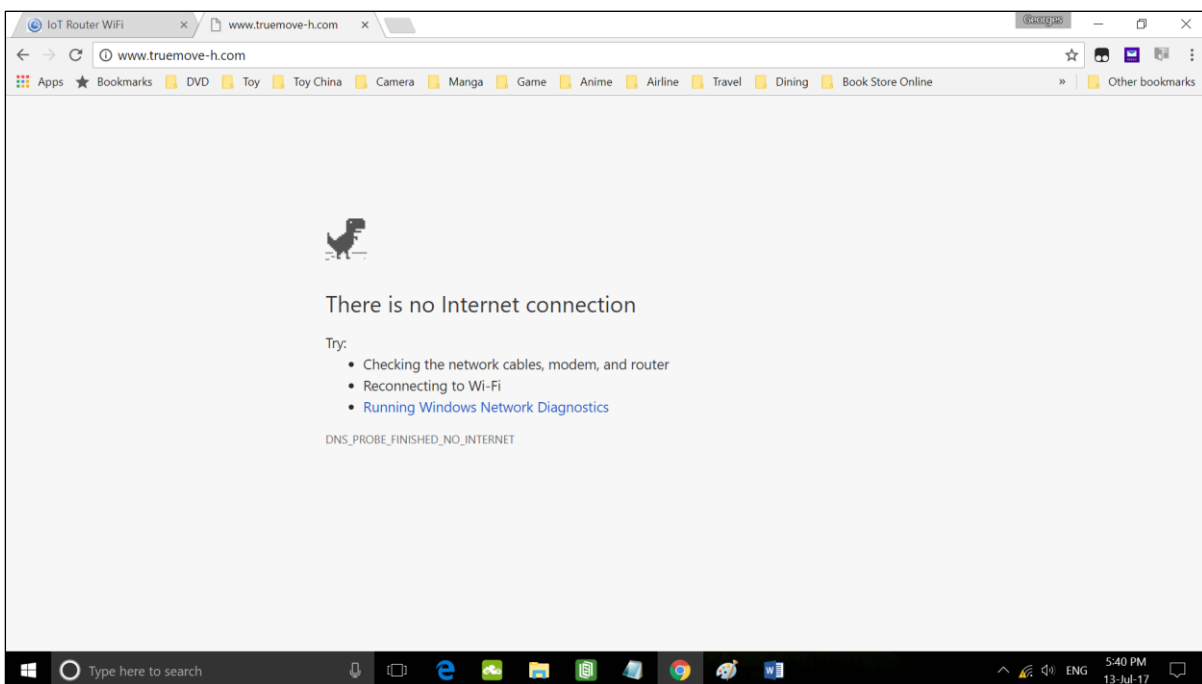 IoT Router WiFi
www.truemove-h.com
Georges
www.truemove-h.com
Apps Bookmarks DVD Toy Toy China Camera Manga Game Anime Airline Travel Dining Book Store Online » Other bookmarks
There is no Internet connection
Try:
• Checking the network cables, modem, and router
• Reconnecting to Wi-Fi
• Running Windows Network Diagnostics
DNS_PROBE_FINISHED_NO_INTERNET
Type here to search
ENG
5:40 PM
13-Jul-17